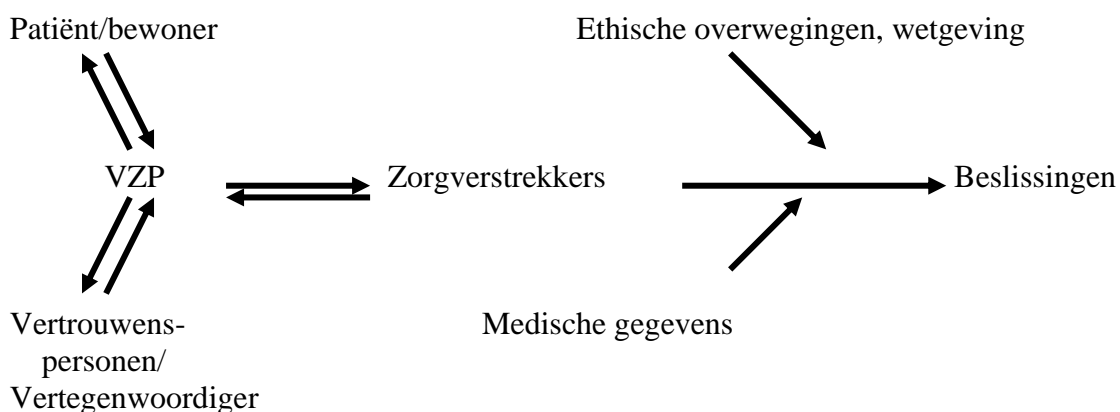 Patiënt/bewoner
Ethische overwegingen, wetgeving
VZP
Zorgverstrekkers
Beslissingen
Vertrouwens-
personen/
Vertegenwoordiger
Medische gegevens